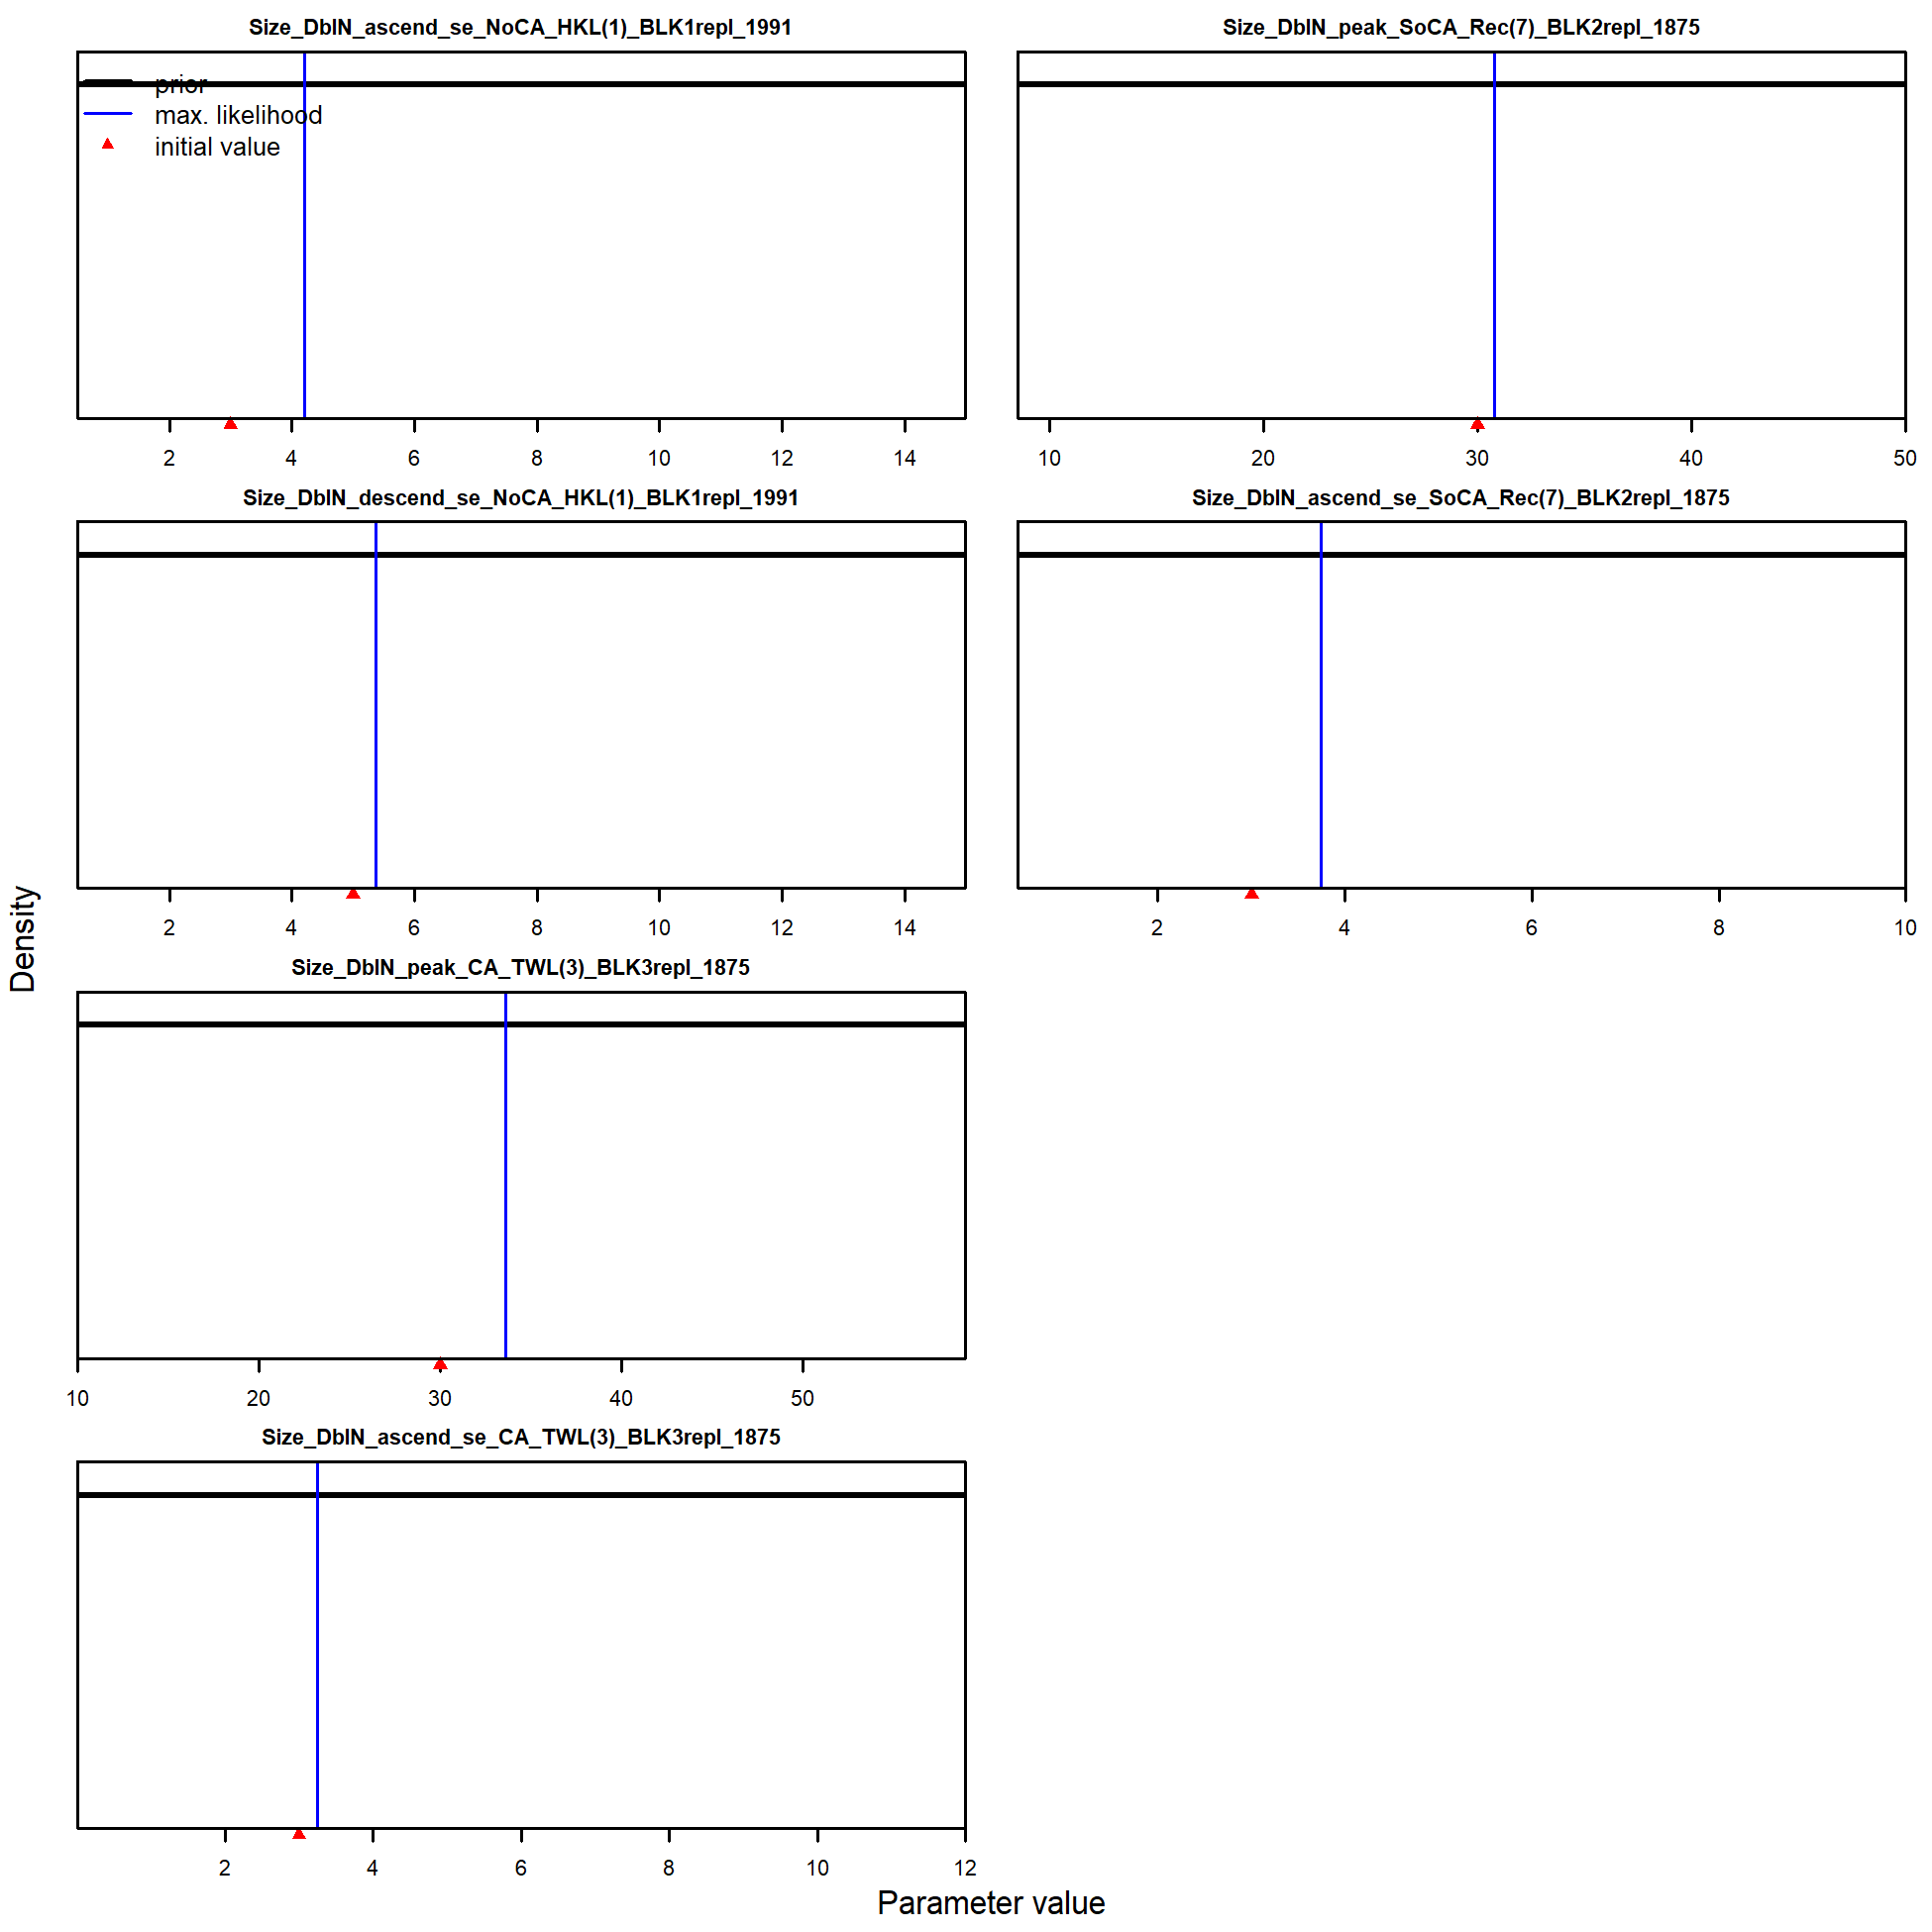 Size_DblN_ascend_se_NoCA_HKL(1)_BLK1repl_1991
prior
max. likelihood
initial value
2 4 6 8 10 12 14
Size_DblN_descend_se_NoCA_HKL(1)_BLK1repl_1991
2 4 6 8 10 12 14
Size_DblN_peak_CA_TWL(3)_BLK3repl_1875
10 20 30 40 50
Size_DblN_ascend_se_CA_TWL(3)_BLK3repl_1875
2 4 6 8 10 12
Size_DblN_peak_SoCA_Rec(7)_BLK2repl_1875
10 20 30 40 50
Size_DblN_ascend_se_SoCA_Rec(7)_BLK2repl_1875
2 4 6 8 10
Density
Parameter value